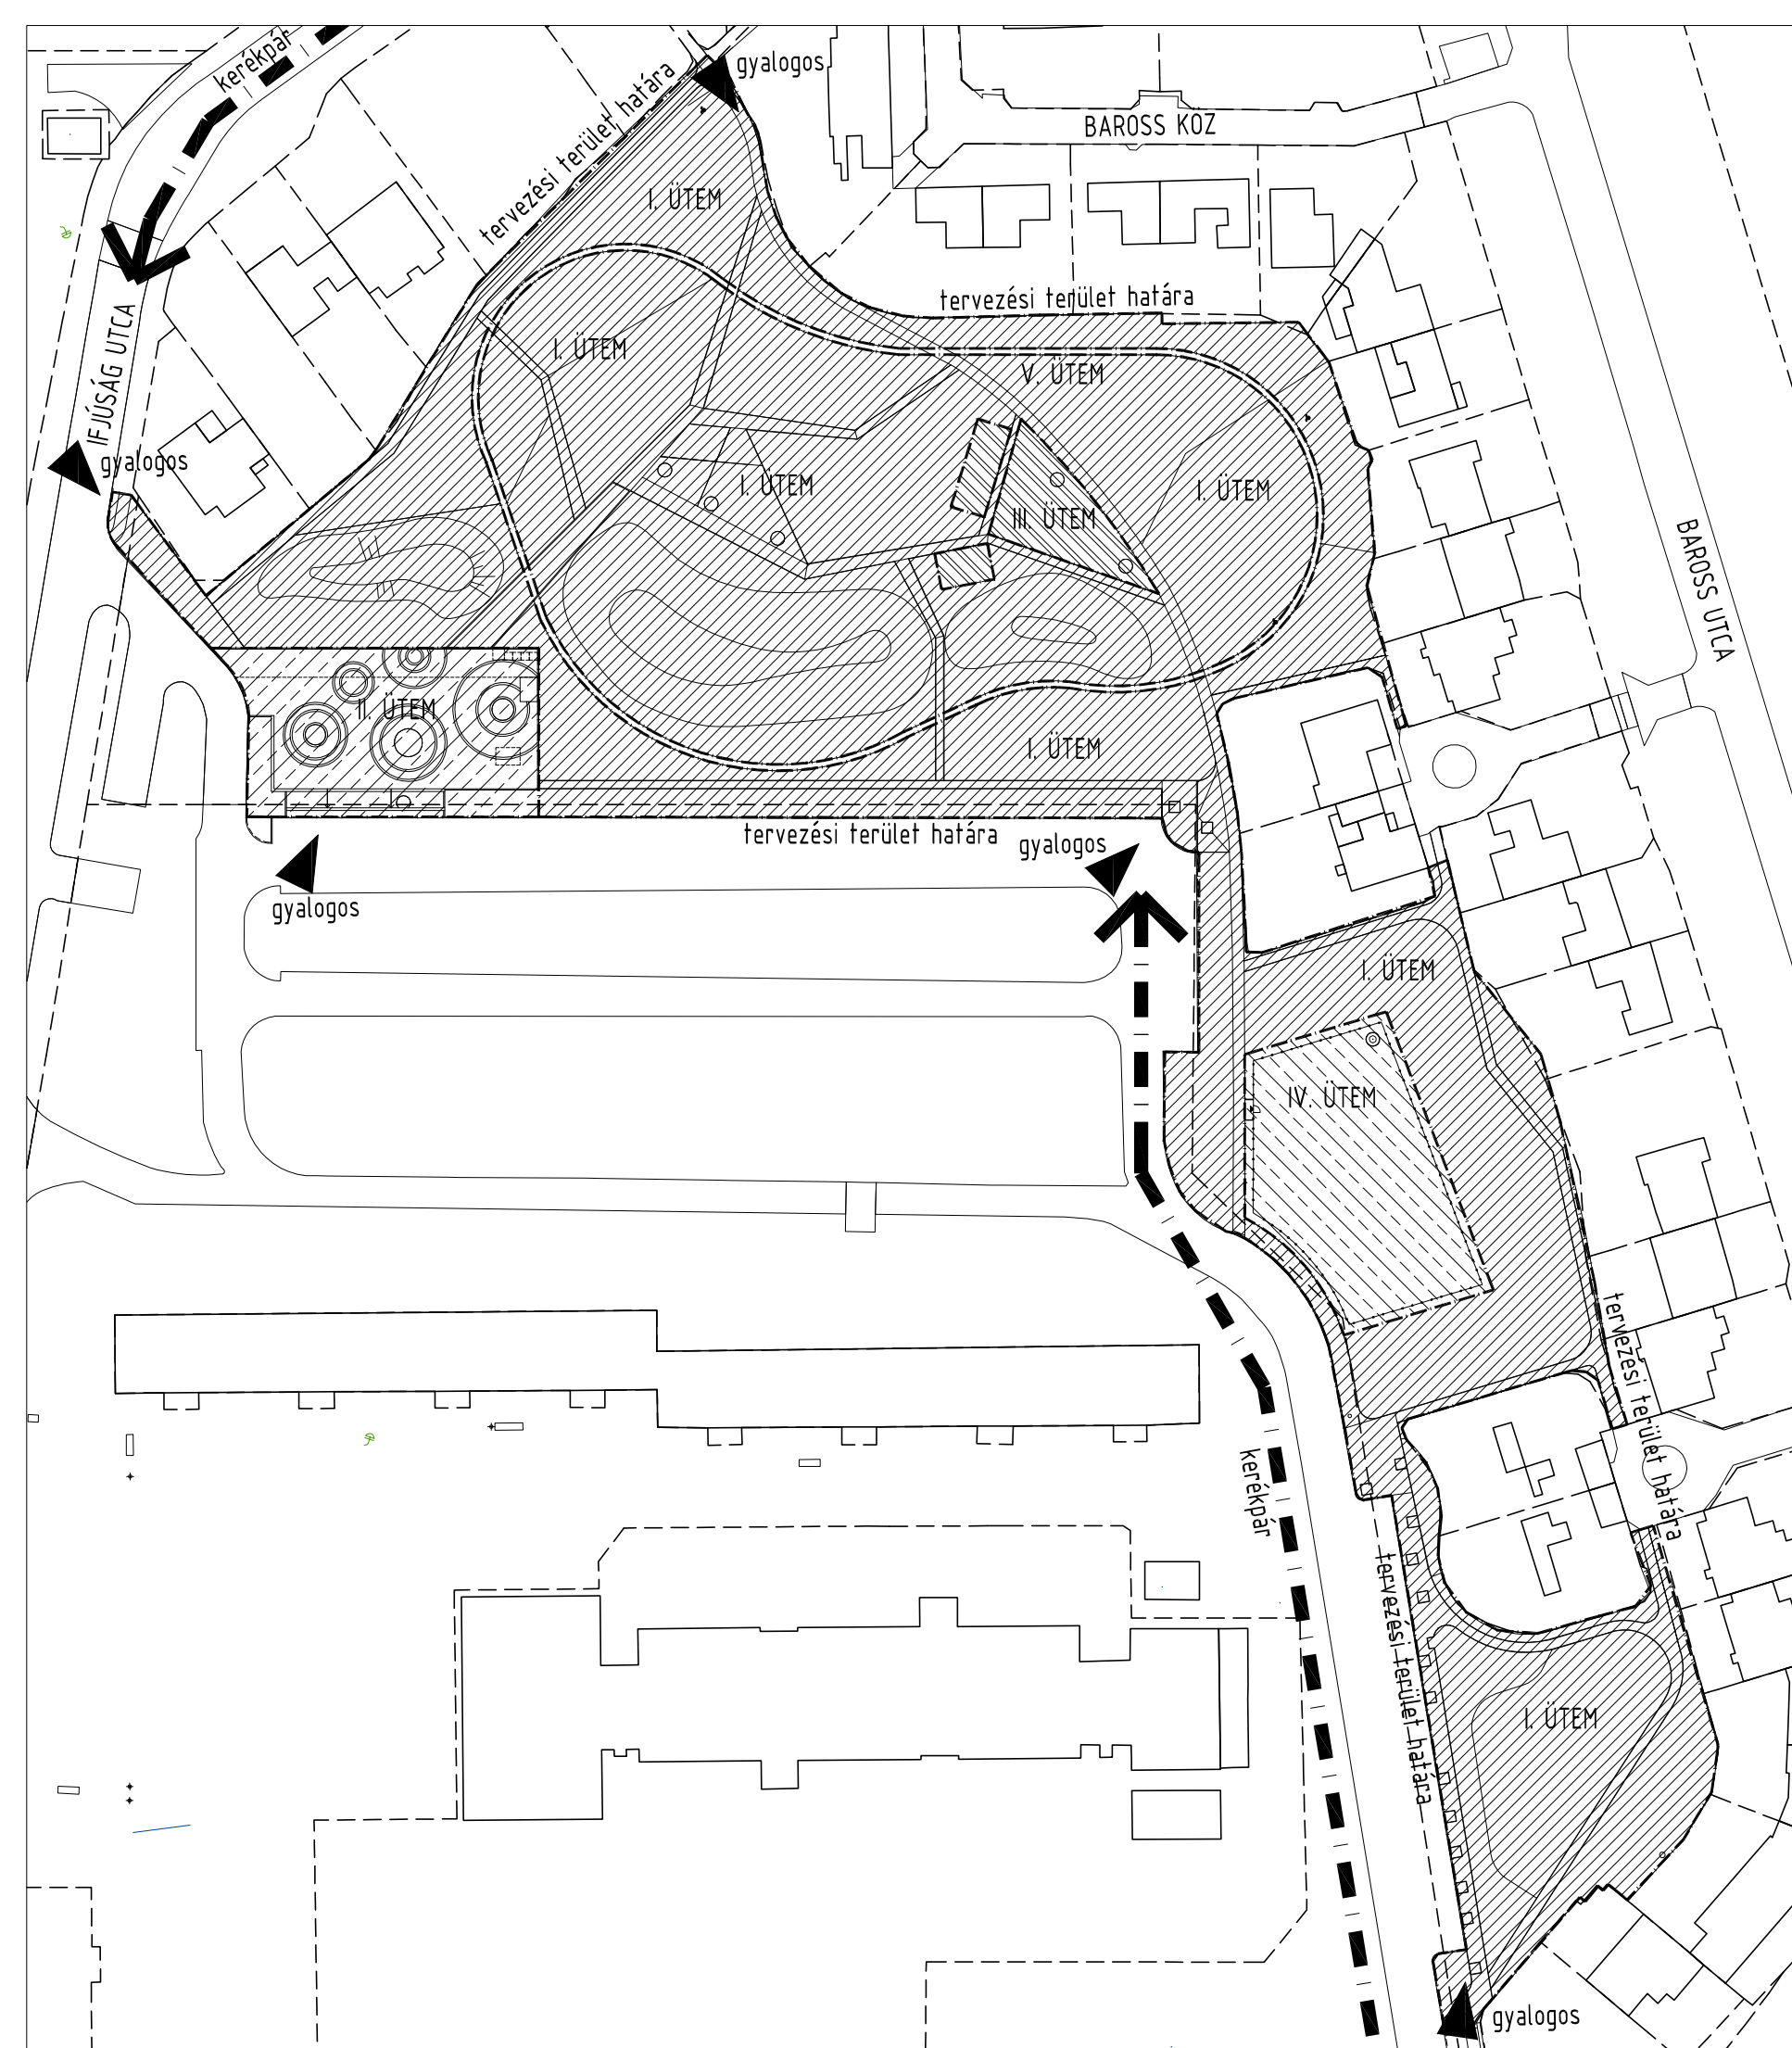 kerékpár
gyalogos
tervezési terület határa
BAROSS KÖZ
I. ÜTEM
tervezési terület határa
IFJÚSÁG UTCA
I. ÜTEM
V. ÜTEM
gyalogos
I. ÜTEM
I. ÜTEM
III. ÜTEM
BAROSS UTCA
II. ÜTEM
I. ÜTEM
tervezési terület határa
gyalogos
gyalogos
I. ÜTEM
IV. ÜTEM
tervezési terület határa
kerékpár
tervezési terület határa
I. ÜTEM
gyalogos